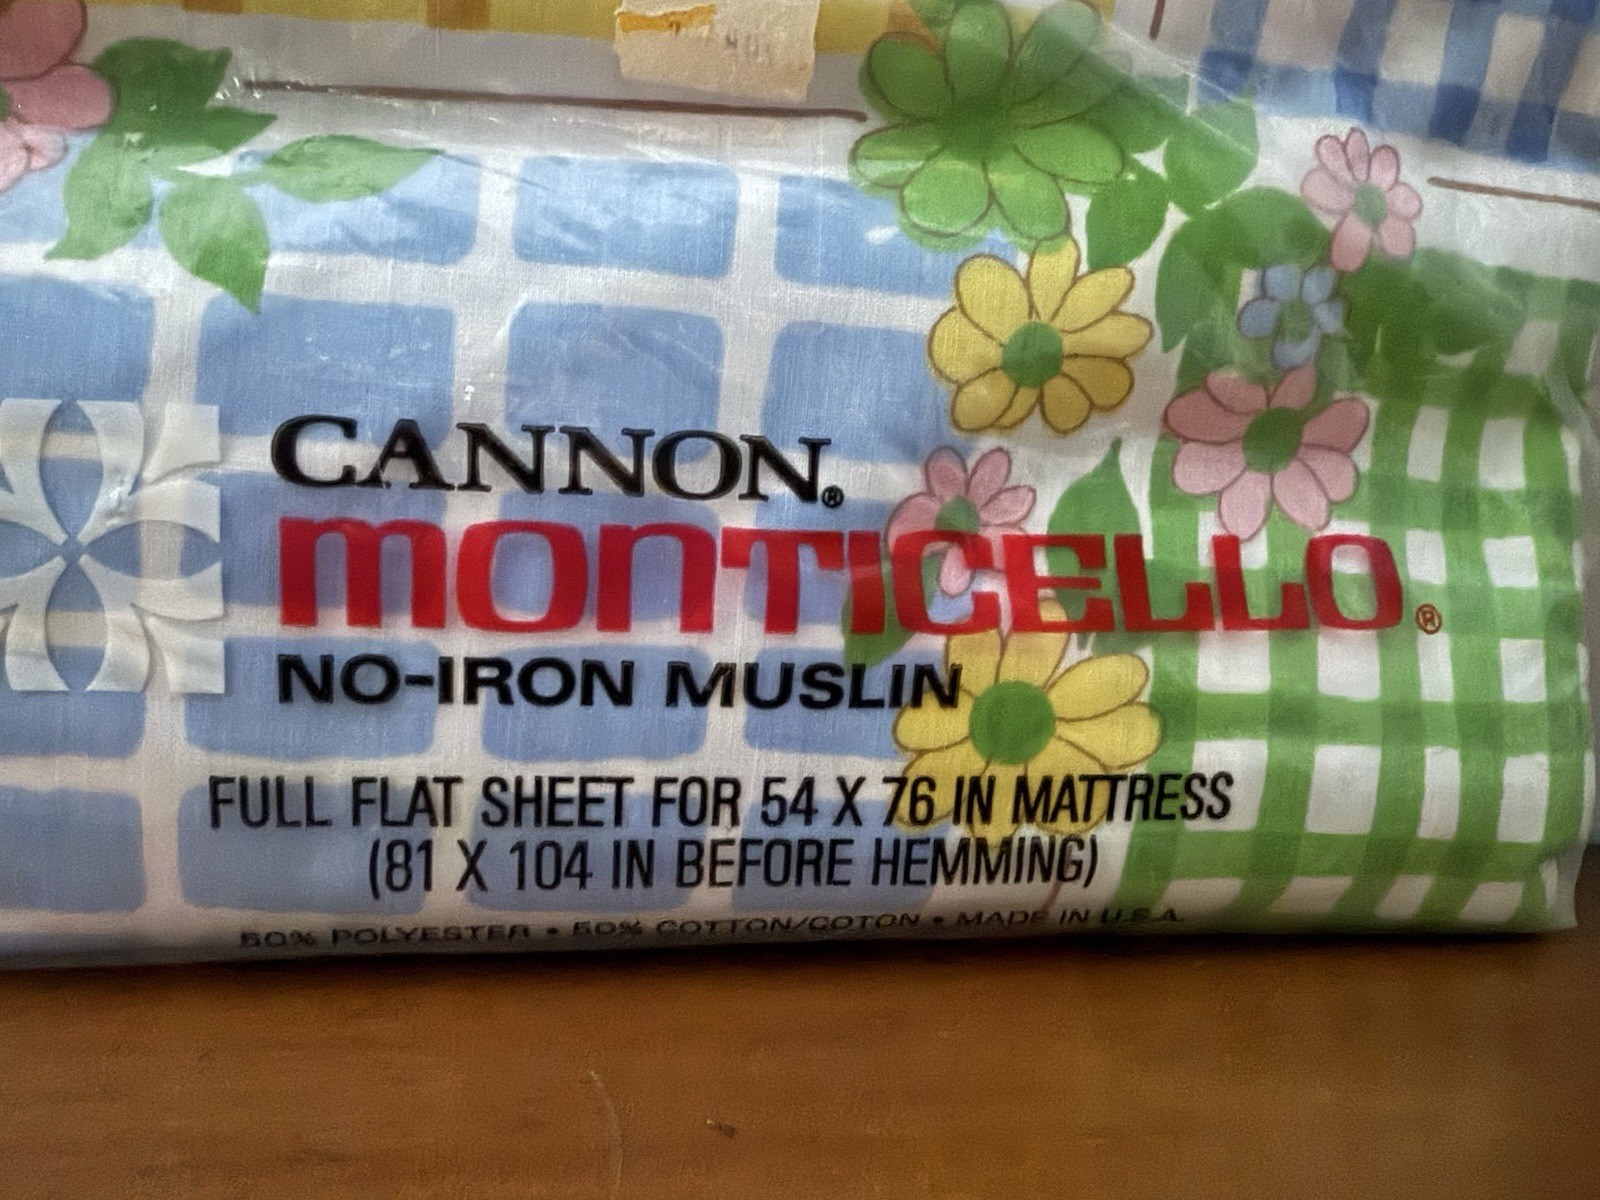 CANNON®
MONTICELLO®
NO-IRON MUSLIN
FULL FLAT SHEET FOR 54 X 76 IN MATTRESS
(81 X 104 IN BEFORE HEMMING)
50% POLYESTER • 50% COTTON/COTON • MADE IN U.S.A.